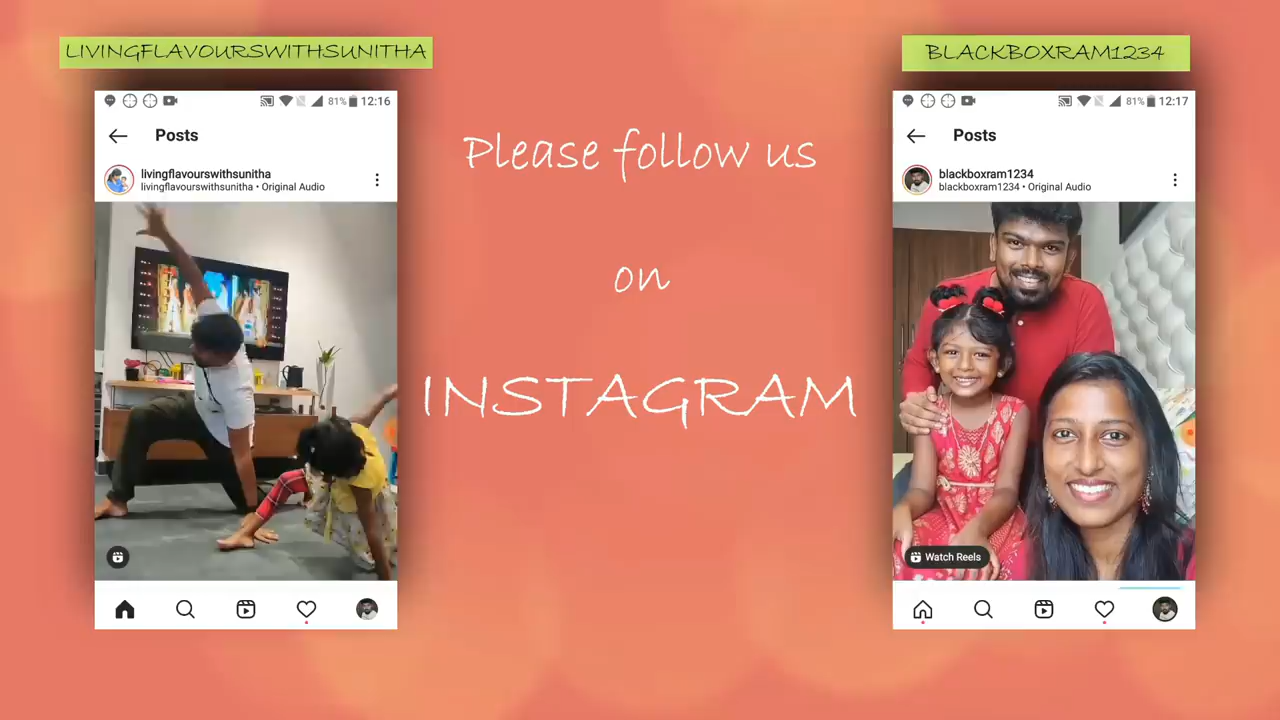 LIVINGFLAVOURSWITHSUNITHA
81% 12:16
Posts
livingflavourswithsunitha
livingflavourswithsunitha • Original Audio
Please follow us
on
INSTAGRAM
BLACKBOXRAM1234
81% 12:17
Posts
blackboxram1234
blackboxram1234 • Original Audio
Watch Reels